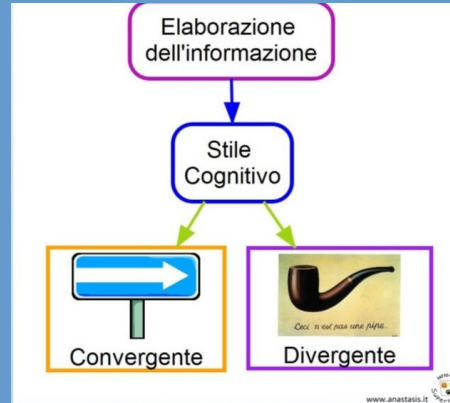 Elaborazione
dell'informazione
Stile
Cognitivo
Ceci n'est pas une pipe.
Convergente
Divergente
www.anastasis.it